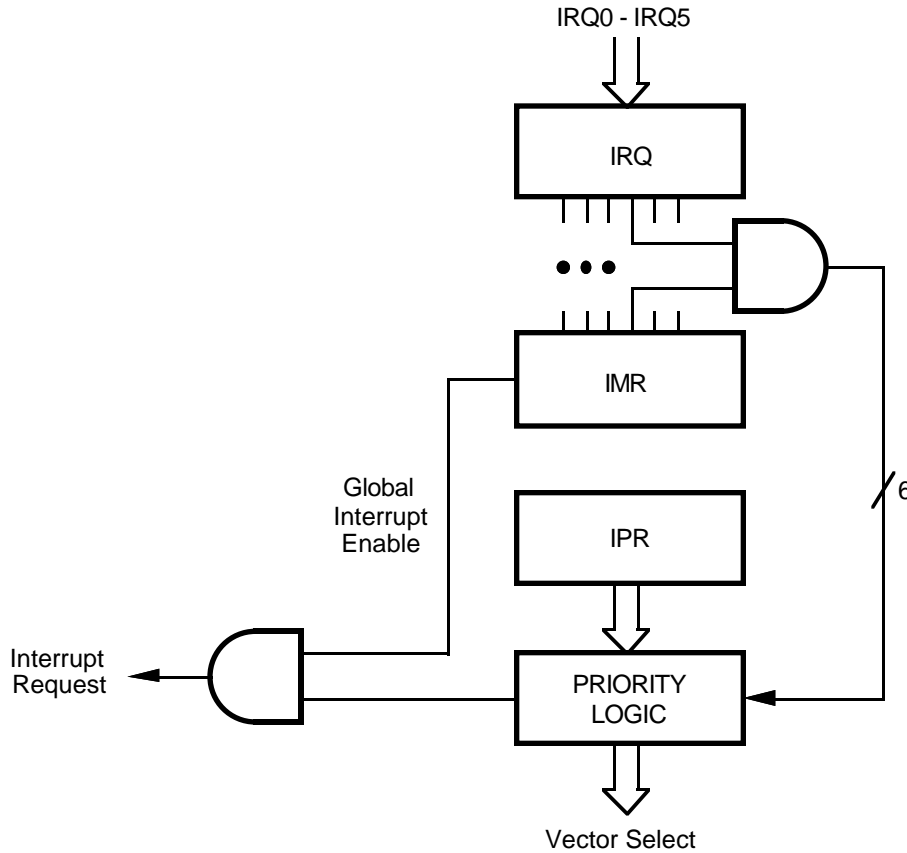 IRQ0 - IRQ5
IRQ
IMR
Global
Interrupt
Enable
6
IPR
Interrupt
Request
PRIORITY
LOGIC
Vector Select